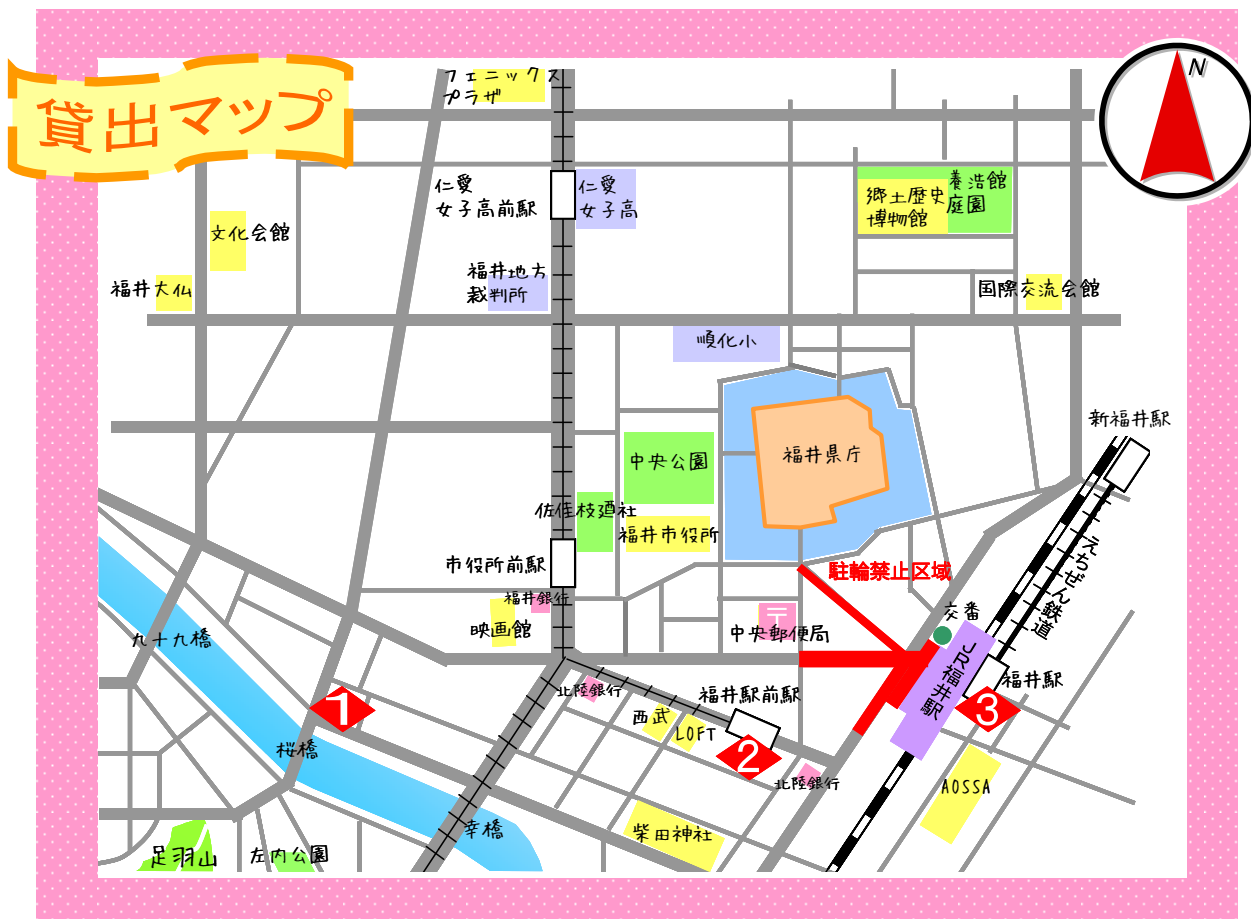 貸出マップ
N
フェニックス
プラザ
仁愛
女子高前駅
仁愛
女子高
郷土歴史
博物館
養浩館
庭園
文化会館
福井大仏
福井地方
裁判所
国際交流会館
順化小
新福井駅
中央公園
福井県庁
佐佳枝廼社
福井市役所
市役所前駅
駐輪禁止区域
えちぜん鉄道
福井銀行
映画館
〒
中央郵便局
交番
JR福井駅
福井駅
九十九橋
北陸銀行
福井駅前駅
西武
LOFT
1
2
3
桜橋
北陸銀行
AOSSA
幸橋
柴田神社
足羽山
左内公園